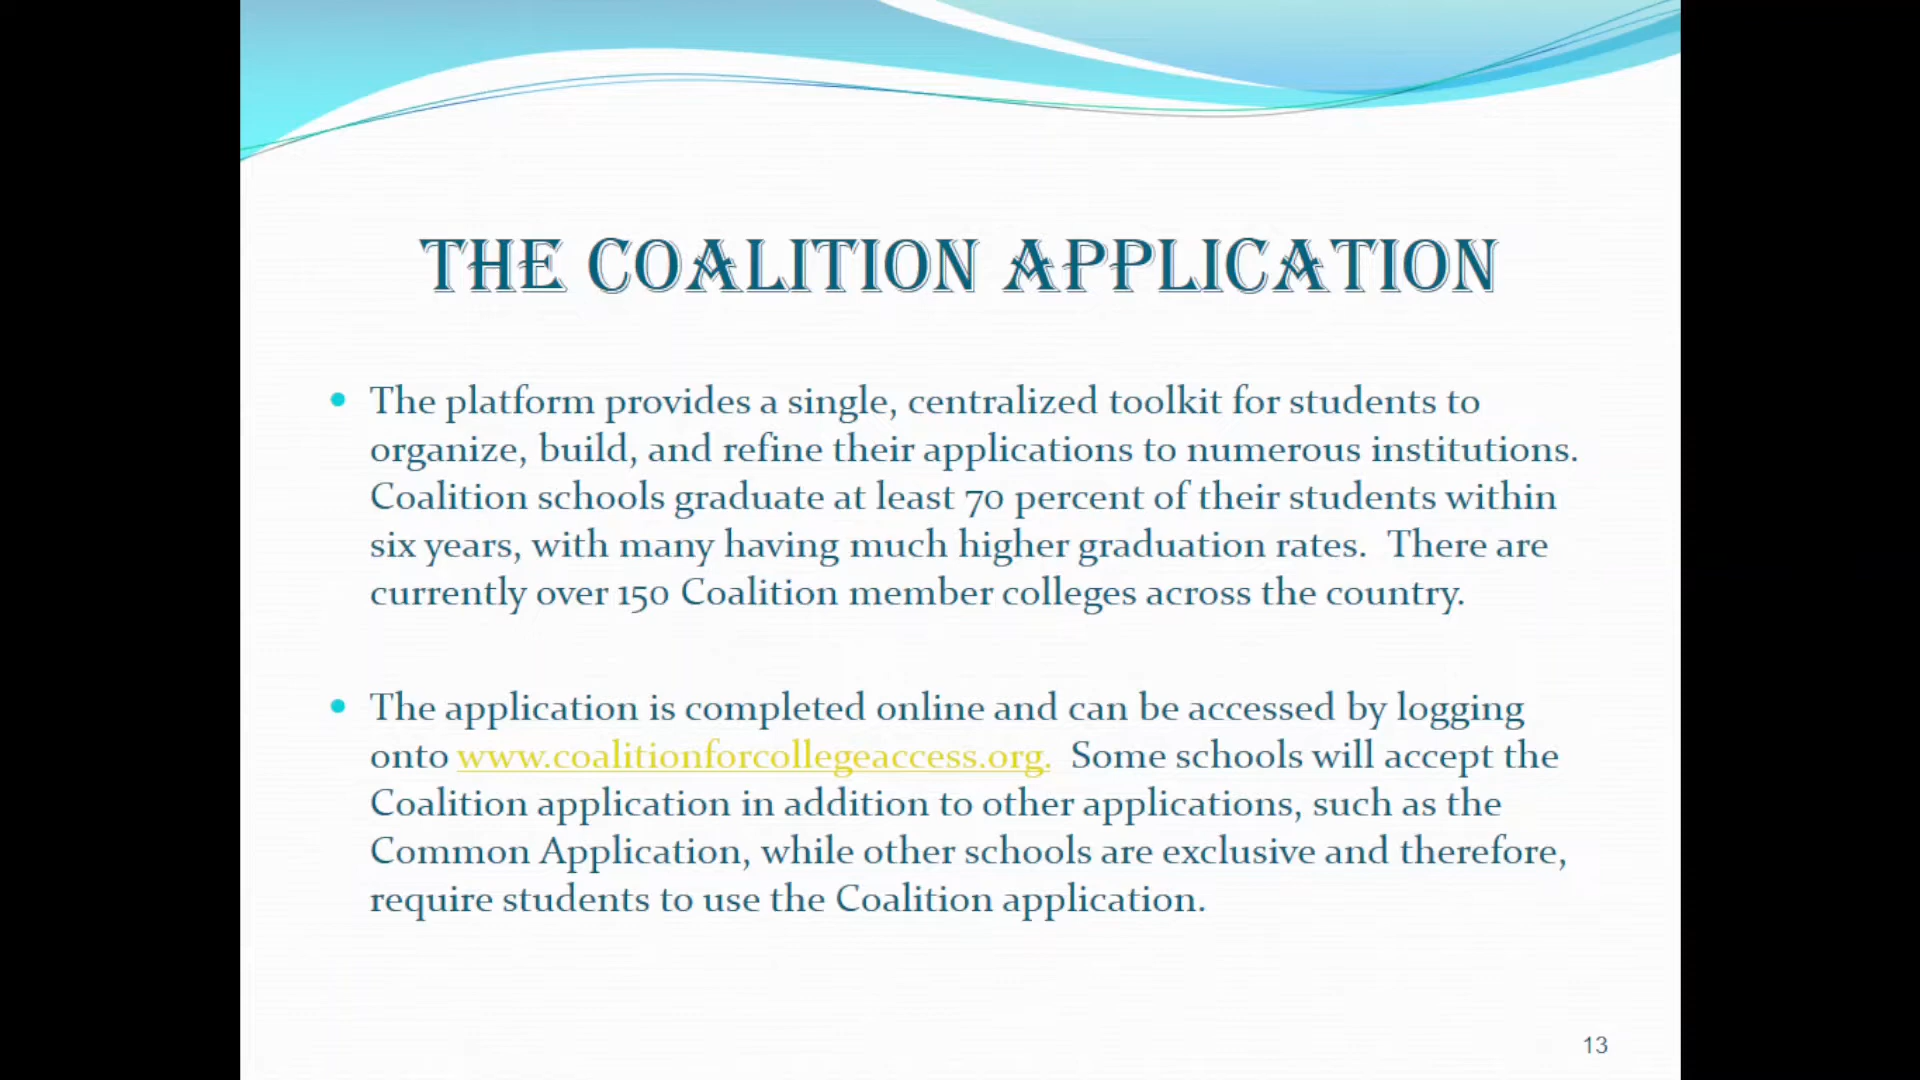 THE COALITION APPLICATION
• The platform provides a single, centralized toolkit for students to
organize, build, and refine their applications to numerous institutions.
Coalition schools graduate at least 70 percent of their students within
six years, with many having much higher graduation rates.  There are
currently over 150 Coalition member colleges across the country.
• The application is completed online and can be accessed by logging
onto www.coalitionforcollegeaccess.org.  Some schools will accept the
Coalition application in addition to other applications, such as the
Common Application, while other schools are exclusive and therefore,
require students to use the Coalition application.
13